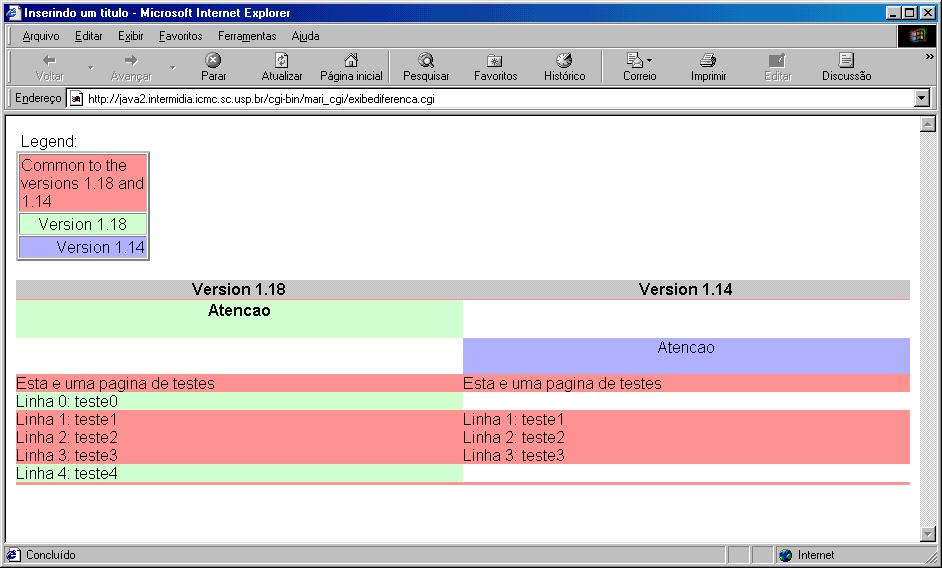 Inserindo um titulo - Microsoft Internet Explorer
Arquivo Editar Exibir Favoritos Ferramentas Ajuda
Voltar Avançar Parar Atualizar Página inicial Pesquisar Favoritos Histórico Correio Imprimir Editar Discussão
Endereço http://java2.intermidia.icmc.sc.usp.br/cgi-bin/mari_cgi/exibediferenca.cgi
Legend:
Common to the
versions 1.18 and
1.14
Version 1.18
Version 1.14
Version 1.18 Version 1.14
Atencao
Atencao
Esta e uma pagina de testes Esta e uma pagina de testes
Linha 0: teste0
Linha 1: teste1 Linha 1: teste1
Linha 2: teste2 Linha 2: teste2
Linha 3: teste3 Linha 3: teste3
Linha 4: teste4
Concluído Internet